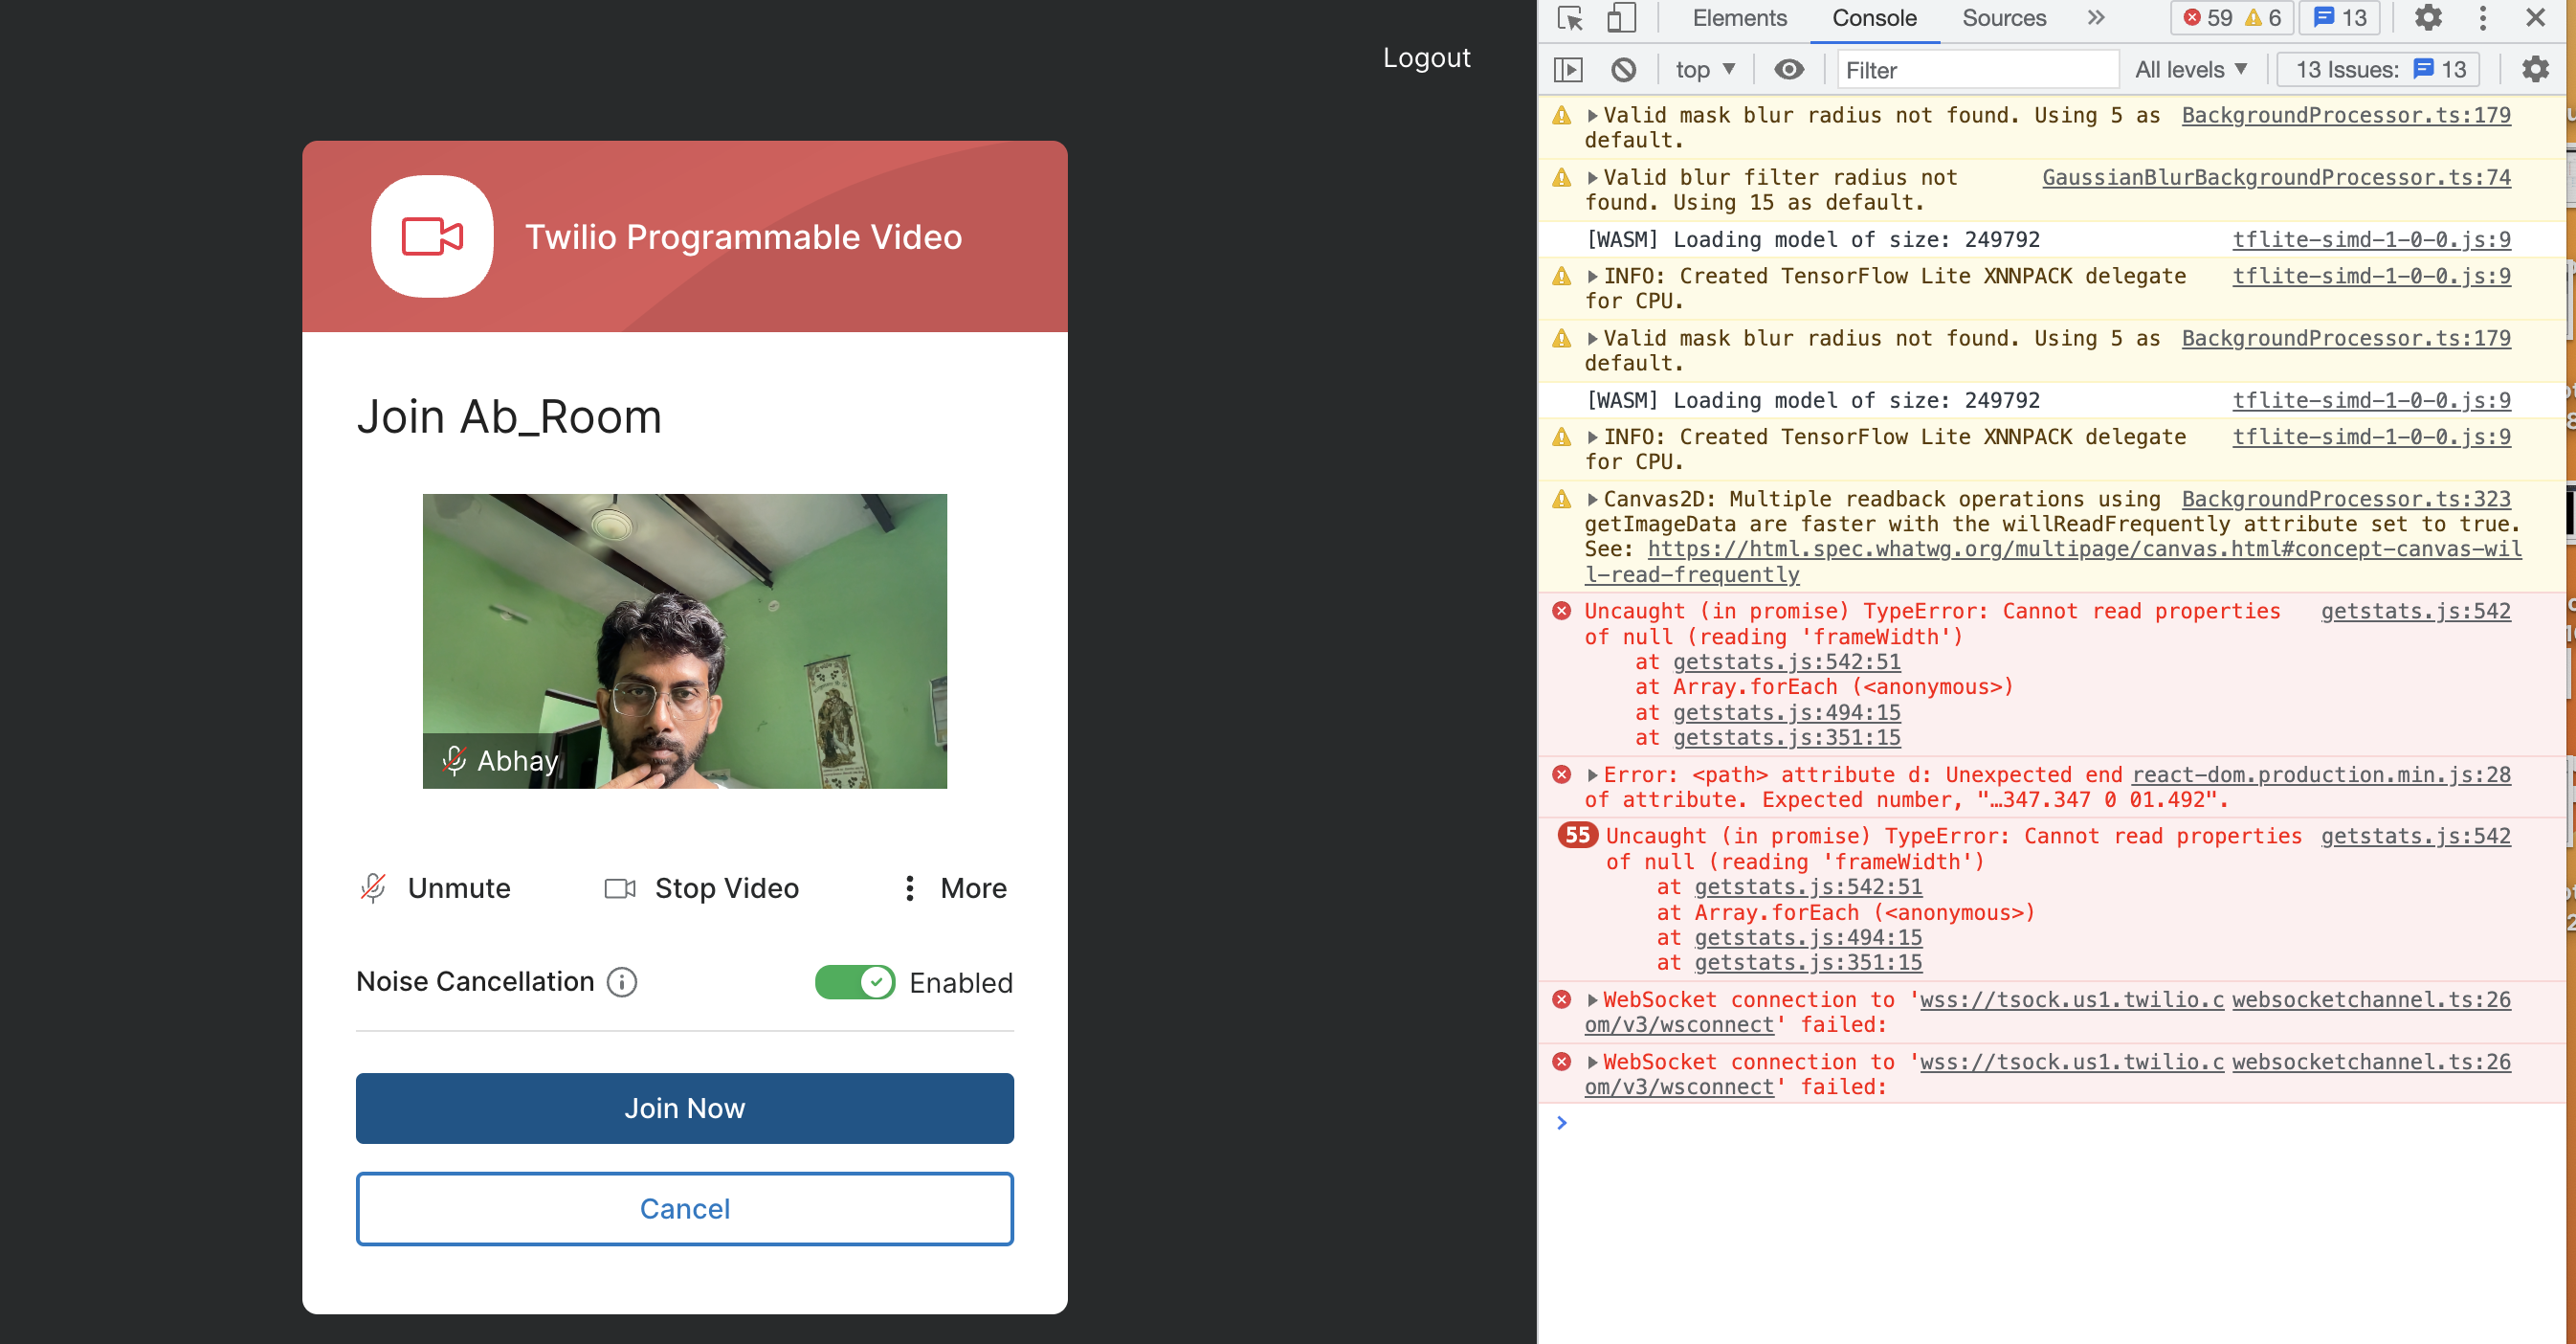 Logout
Twilio Programmable Video
Join Ab_Room
Abhay
Unmute
Stop Video
More
Noise Cancellation
Enabled
Join Now
Cancel
Elements
Console
Sources
59
6
13
top
Filter
All levels
13 Issues:
13
Valid mask blur radius not found. Using 5 as BackgroundProcessor.ts:179
default.
Valid blur filter radius not GaussianBlurBackgroundProcessor.ts:74
found. Using 15 as default.
[WASM] Loading model of size: 249792 tflite-simd-1-0-0.js:9
INFO: Created TensorFlow Lite XNNPACK delegate tflite-simd-1-0-0.js:9
for CPU.
Valid mask blur radius not found. Using 5 as BackgroundProcessor.ts:179
default.
[WASM] Loading model of size: 249792 tflite-simd-1-0-0.js:9
INFO: Created TensorFlow Lite XNNPACK delegate tflite-simd-1-0-0.js:9
for CPU.
Canvas2D: Multiple readback operations using BackgroundProcessor.ts:323
getImageData are faster with the willReadFrequently attribute set to true.
See: https://html.spec.whatwg.org/multipage/canvas.html#concept-canvas-wil
l-read-frequently
Uncaught (in promise) TypeError: Cannot read properties getstats.js:542
of null (reading 'frameWidth')
at getstats.js:542:51
at Array.forEach (<anonymous>)
at getstats.js:494:15
at getstats.js:351:15
Error: <path> attribute d: Unexpected end react-dom.production.min.js:28
of attribute. Expected number, "…347.347 0 01.492".
55 Uncaught (in promise) TypeError: Cannot read properties getstats.js:542
of null (reading 'frameWidth')
at getstats.js:542:51
at Array.forEach (<anonymous>)
at getstats.js:494:15
at getstats.js:351:15
WebSocket connection to 'wss://tsock.us1.twilio.c websocketchannel.ts:26
om/v3/wsconnect' failed:
WebSocket connection to 'wss://tsock.us1.twilio.c websocketchannel.ts:26
om/v3/wsconnect' failed: